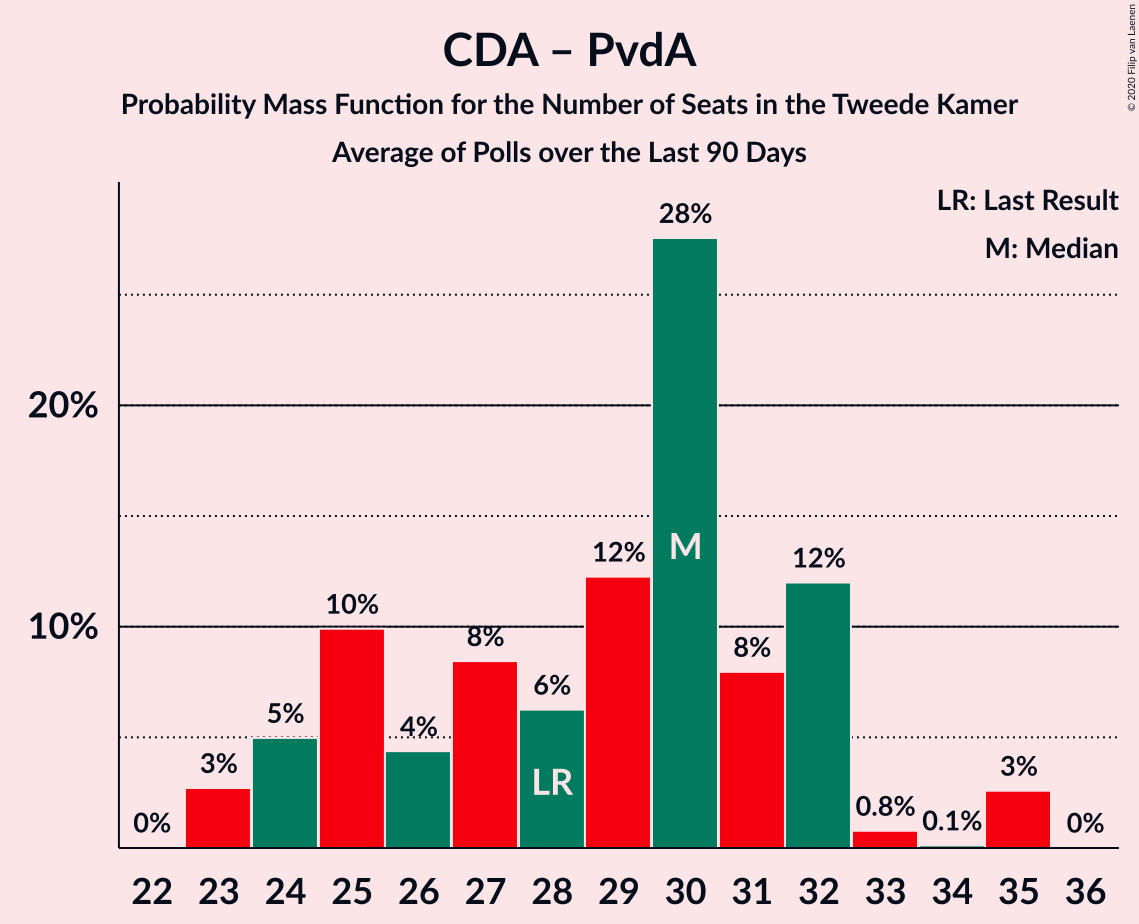 CDA – PvdA
Probability Mass Function for the Number of Seats in the Tweede Kamer
Average of Polls over the Last 90 Days
© 2020 Filip van Laenen
LR: Last Result
M: Median
20%
10%
0%
3%
5%
10%
4%
8%
6%
12%
28%
8%
12%
0.8%
0.1%
3%
0%
LR
M
22 23 24 25 26 27 28 29 30 31 32 33 34 35 36